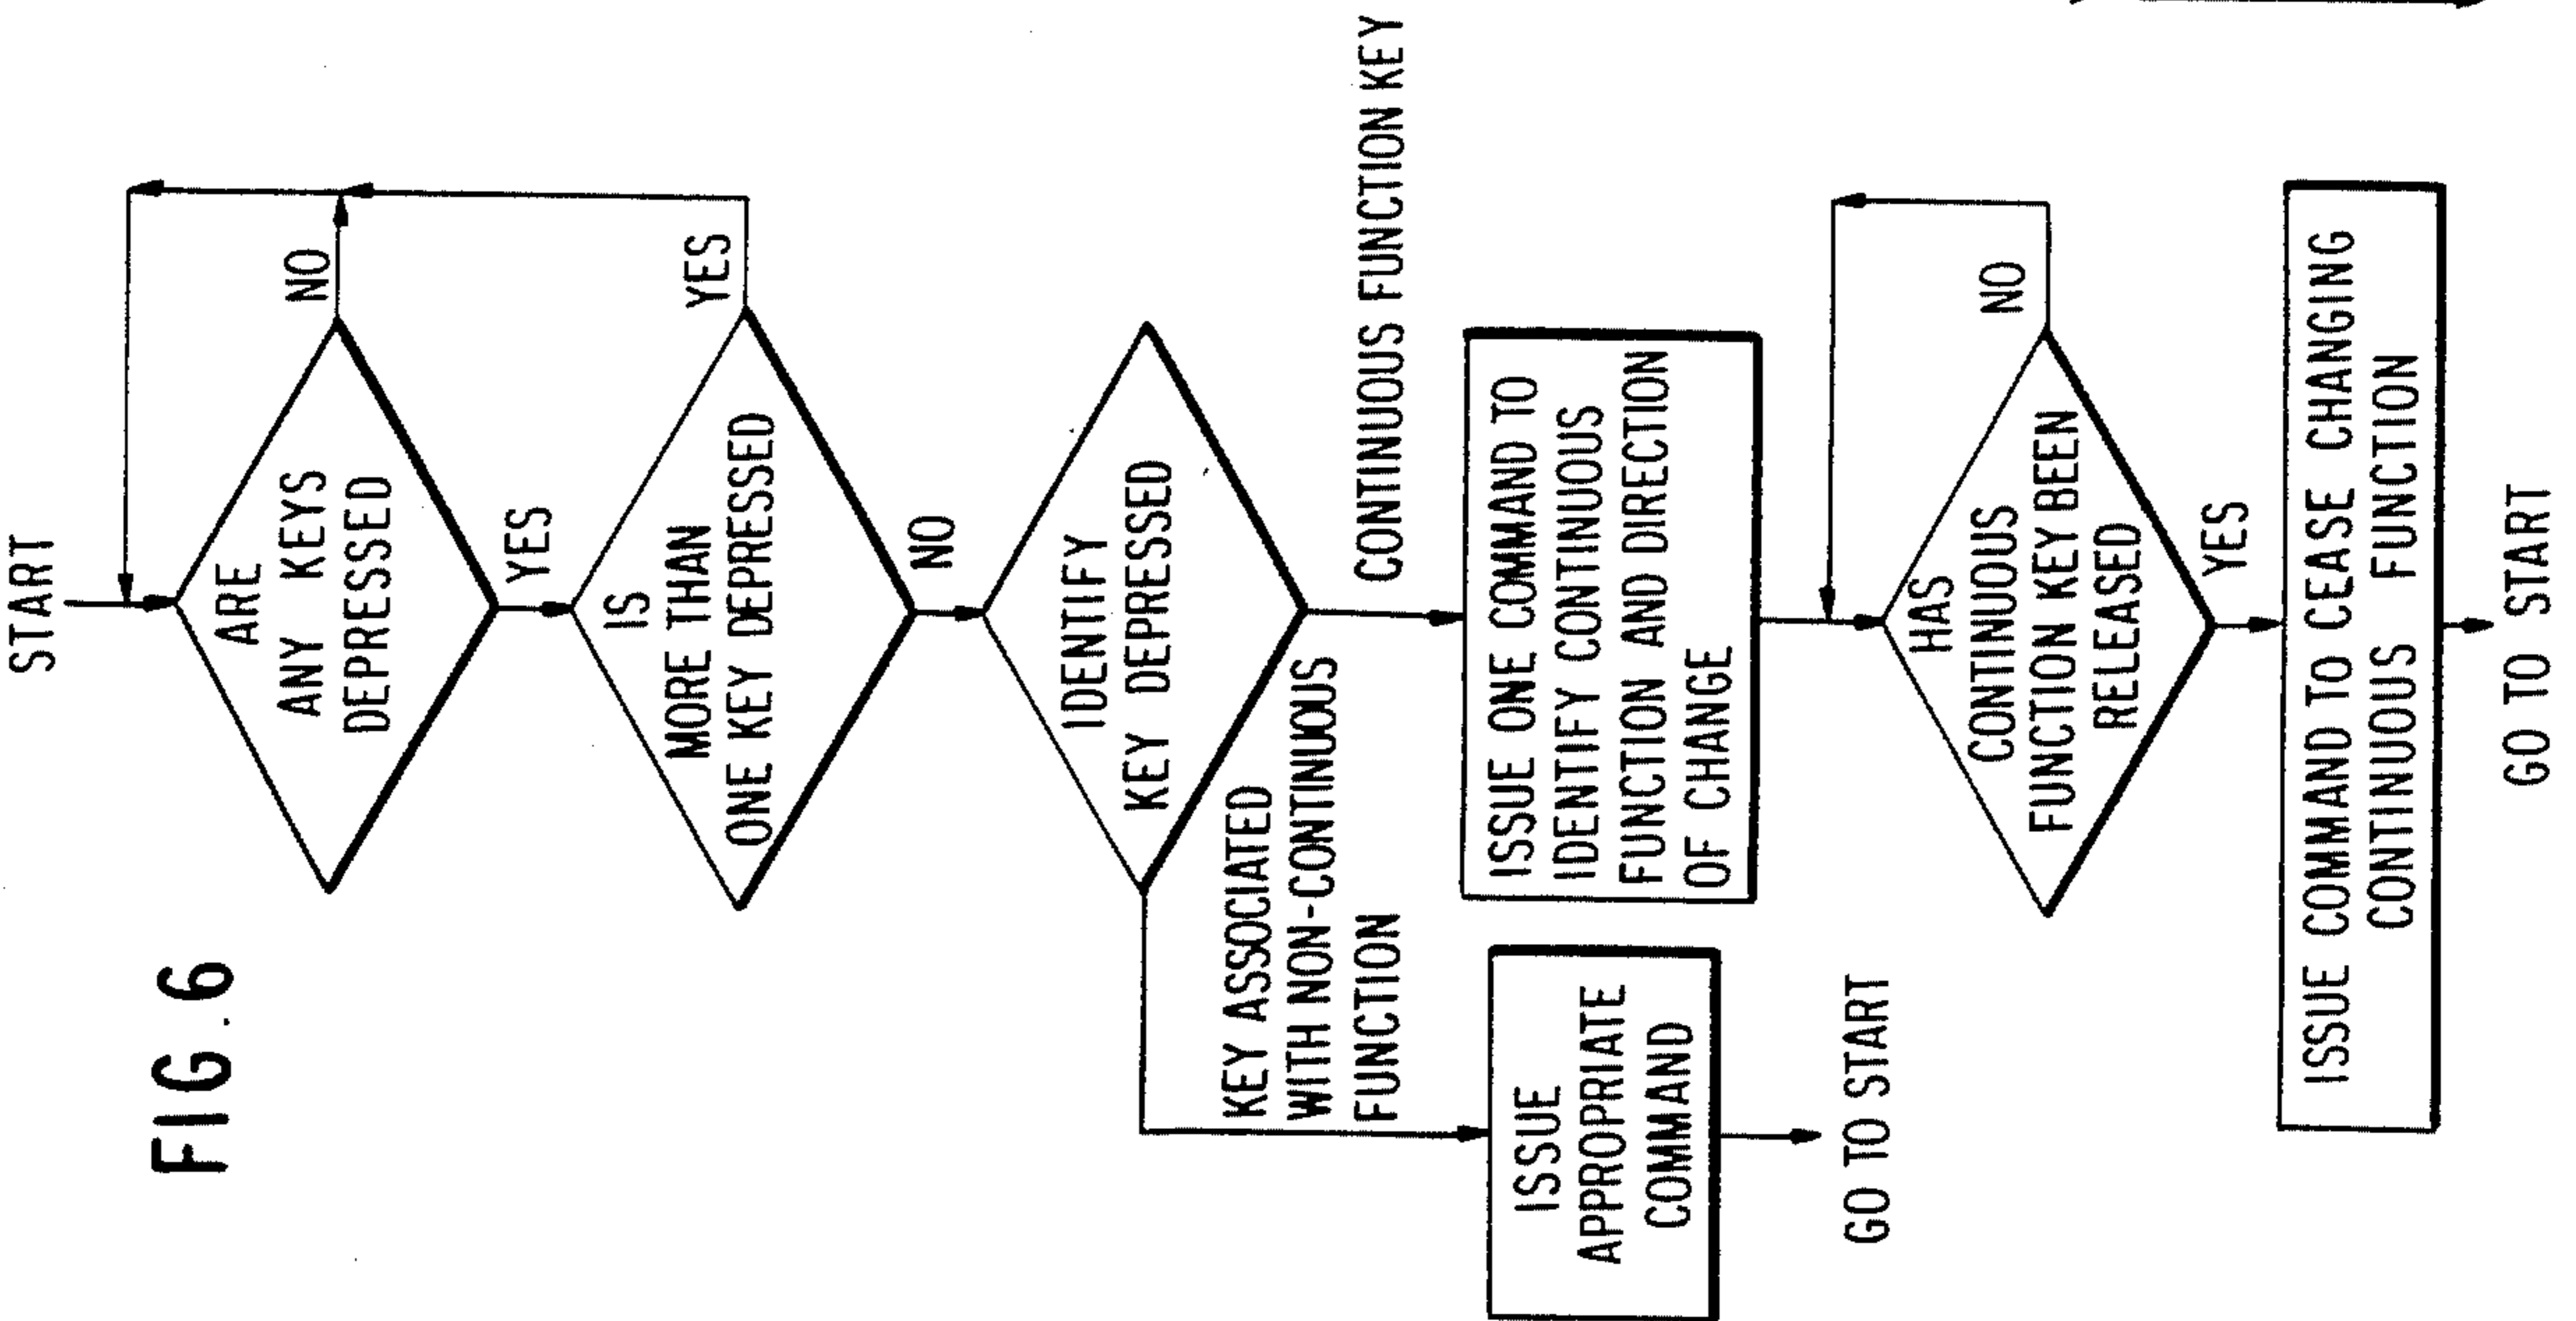 FIG. 6
START
ARE
ANY KEYS
DEPRESSED
NO
YES
IS
MORE THAN
ONE KEY DEPRESSED
YES
NO
IDENTIFY
KEY DEPRESSED
KEY ASSOCIATED
WITH NON-CONTINUOUS
FUNCTION
CONTINUOUS FUNCTION KEY
ISSUE
APPROPRIATE
COMMAND
GO TO START
ISSUE ONE COMMAND TO
IDENTIFY CONTINUOUS
FUNCTION AND DIRECTION
OF CHANGE
HAS
CONTINUOUS
FUNCTION KEY BEEN
RELEASED
NO
YES
ISSUE COMMAND TO CEASE CHANGING
CONTINUOUS FUNCTION
GO TO START